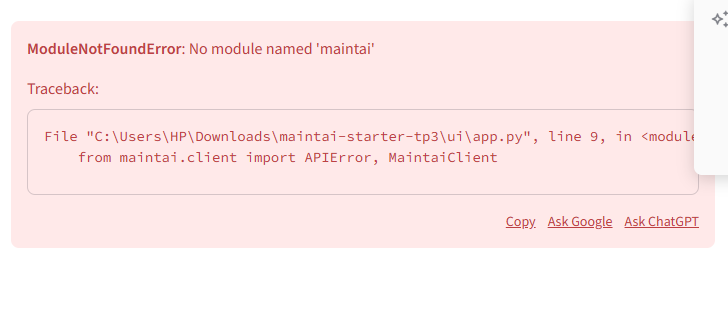 ModuleNotFoundError: No module named 'maintai'
Traceback:
File "C:\Users\HP\Downloads\maintai-starter-tp3\ui\app.py", line 9, in <module
from maintai.client import APIError, MaintaiClient
Copy Ask Google Ask ChatGPT